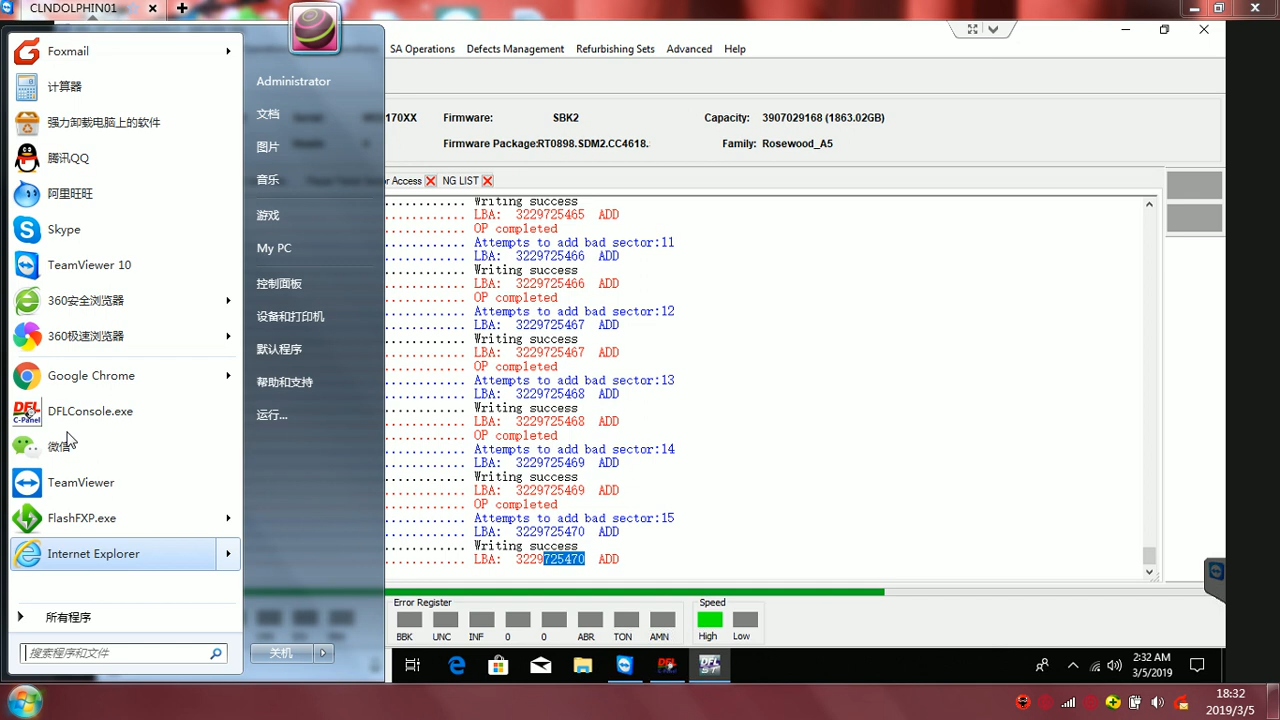 CLNDOLPHIN01
Foxmail
计算器
强力卸载电脑上的软件
腾讯QQ
阿里旺旺
Skype
TeamViewer 10
360安全浏览器
360极速浏览器
Google Chrome
DFL
C-Panel
DFLConsole.exe
微信
TeamViewer
FlashFXP.exe
Internet Explorer
所有程序
搜索程序和文件
Administrator
文档
图片
音乐
游戏
My PC
控制面板
设备和打印机
默认程序
帮助和支持
运行...
关机
SA Operations Defects Management Refurbishing Sets Advanced Help
170XX Firmware: SBK2 Capacity: 3907029168 (1863.02GB)
Firmware Package:RT0898.SDM2.CC4618. Family: Rosewood_A5
Access NG LIST
............ Writing success
............ LBA: 3229725465 ADD
............ OP completed
............ Attempts to add bad sector:11
............ LBA: 3229725466 ADD
............ Writing success
............ LBA: 3229725466 ADD
............ OP completed
............ Attempts to add bad sector:12
............ LBA: 3229725467 ADD
............ Writing success
............ LBA: 3229725467 ADD
............ OP completed
............ Attempts to add bad sector:13
............ LBA: 3229725468 ADD
............ Writing success
............ LBA: 3229725468 ADD
............ OP completed
............ Attempts to add bad sector:14
............ LBA: 3229725469 ADD
............ Writing success
............ LBA: 3229725469 ADD
............ OP completed
............ Attempts to add bad sector:15
............ LBA: 3229725470 ADD
............ Writing success
............ LBA: 3229725470 ADD
Error Register Speed
BBK UNC INF 0 0 ABR TON AMN High Low
DFL
ST
2:32 AM
3/5/2019
18:32
2019/3/5